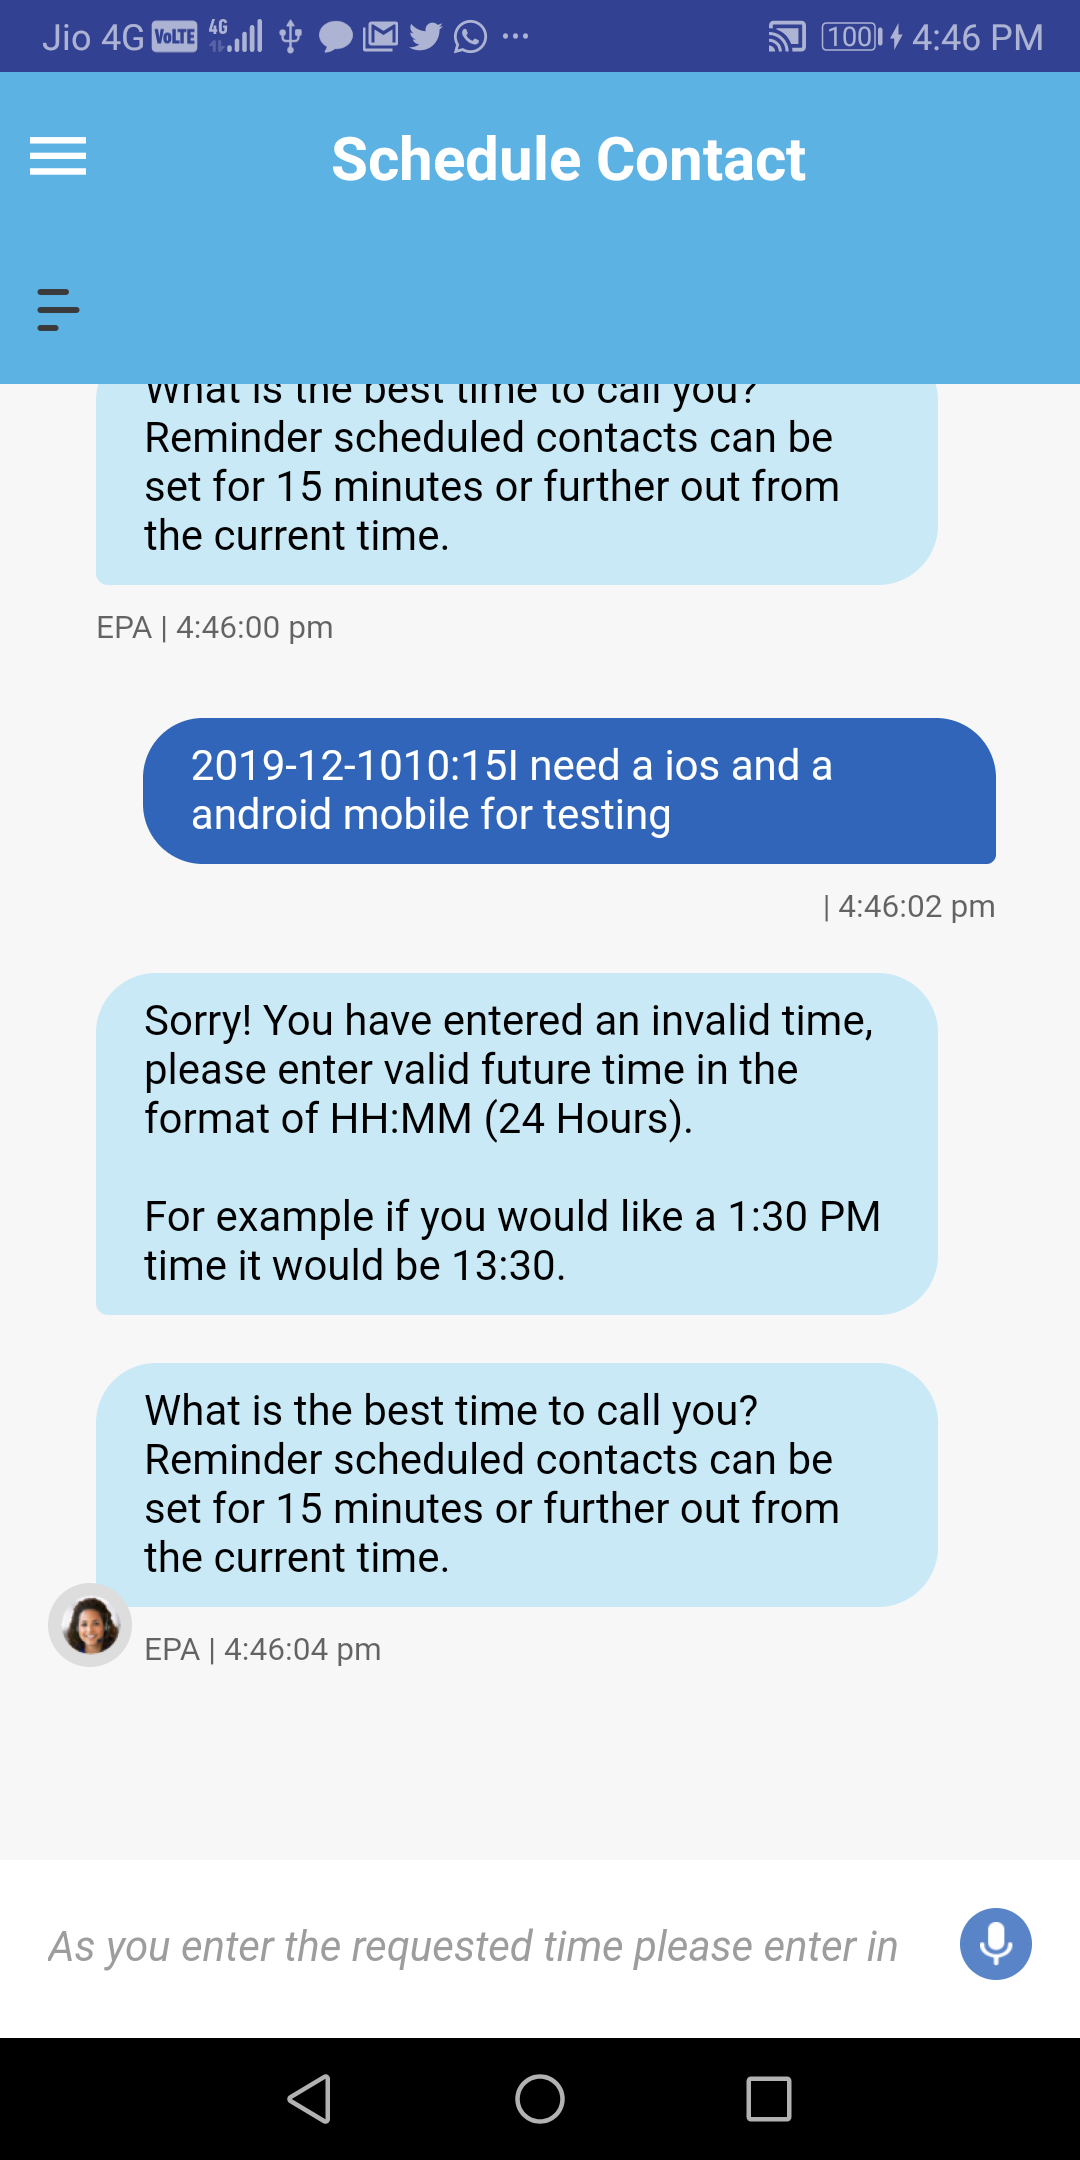 Jio 4G VoLTE 4G 100 4:46 PM
Schedule Contact
What is the best time to call you?
Reminder scheduled contacts can be
set for 15 minutes or further out from
the current time.
EPA | 4:46:00 pm
2019-12-1010:15I need a ios and a
android mobile for testing
| 4:46:02 pm
Sorry! You have entered an invalid time,
please enter valid future time in the
format of HH:MM (24 Hours).
For example if you would like a 1:30 PM
time it would be 13:30.
What is the best time to call you?
Reminder scheduled contacts can be
set for 15 minutes or further out from
the current time.
EPA | 4:46:04 pm
As you enter the requested time please enter in